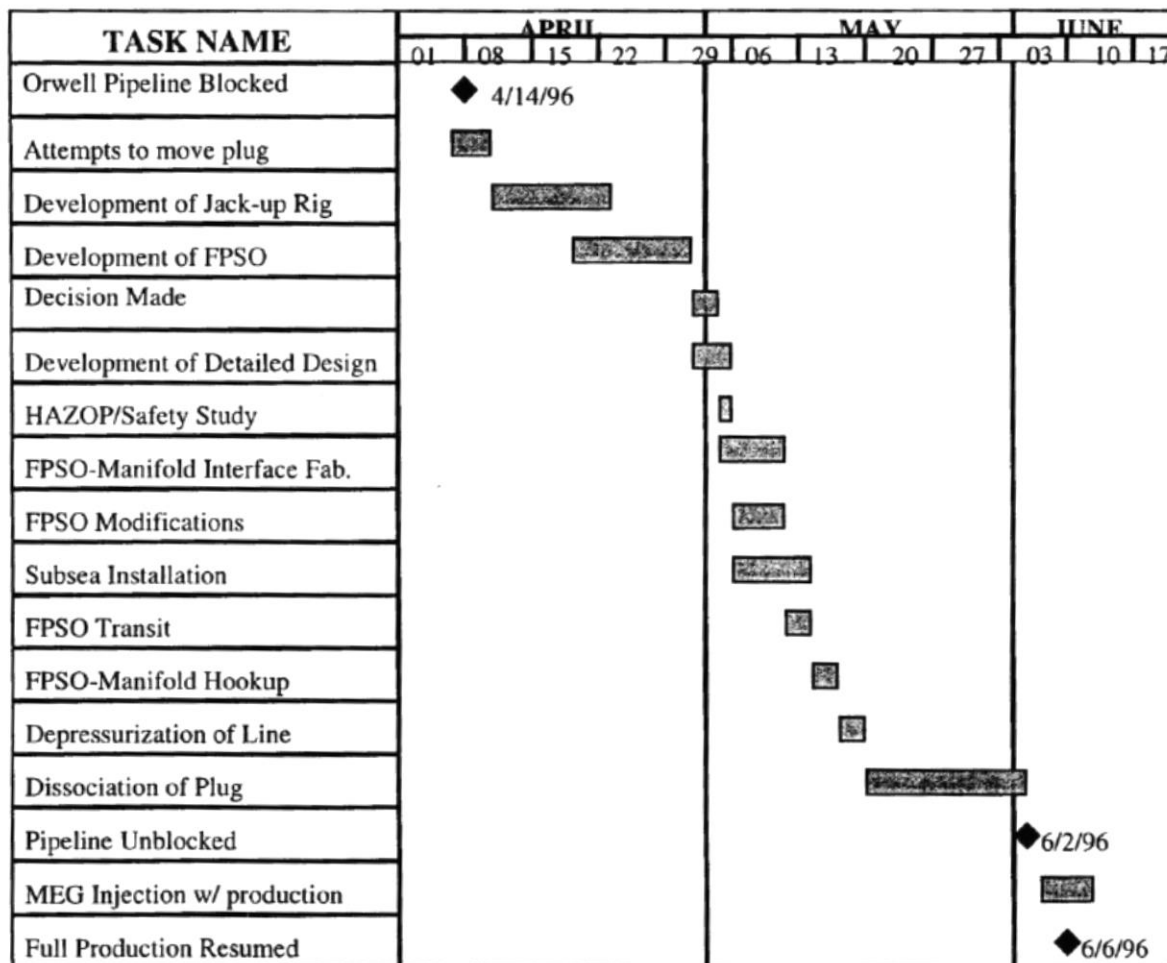 TASK NAME
APRIL MAY JUNE
01 08 15 22 29 06 13 20 27 03 10 17
Orwell Pipeline Blocked
4/14/96
Attempts to move plug
Development of Jack-up Rig
Development of FPSO
Decision Made
Development of Detailed Design
HAZOP/Safety Study
FPSO-Manifold Interface Fab.
FPSO Modifications
Subsea Installation
FPSO Transit
FPSO-Manifold Hookup
Depressurization of Line
Dissociation of Plug
Pipeline Unblocked
6/2/96
MEG Injection w/ production
Full Production Resumed
6/6/96